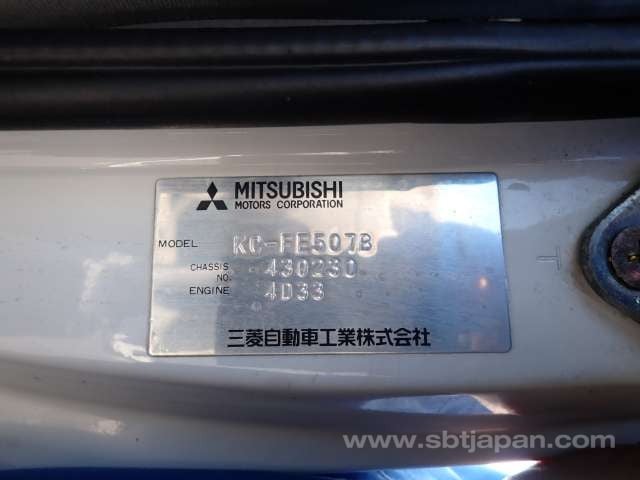 MITSUBISHI
MOTORS CORPORATION
MODEL KC-FE507B
CHASSIS NO. 430230
ENGINE 4D33
三菱自動車工業株式会社
www.sbtjapan.com